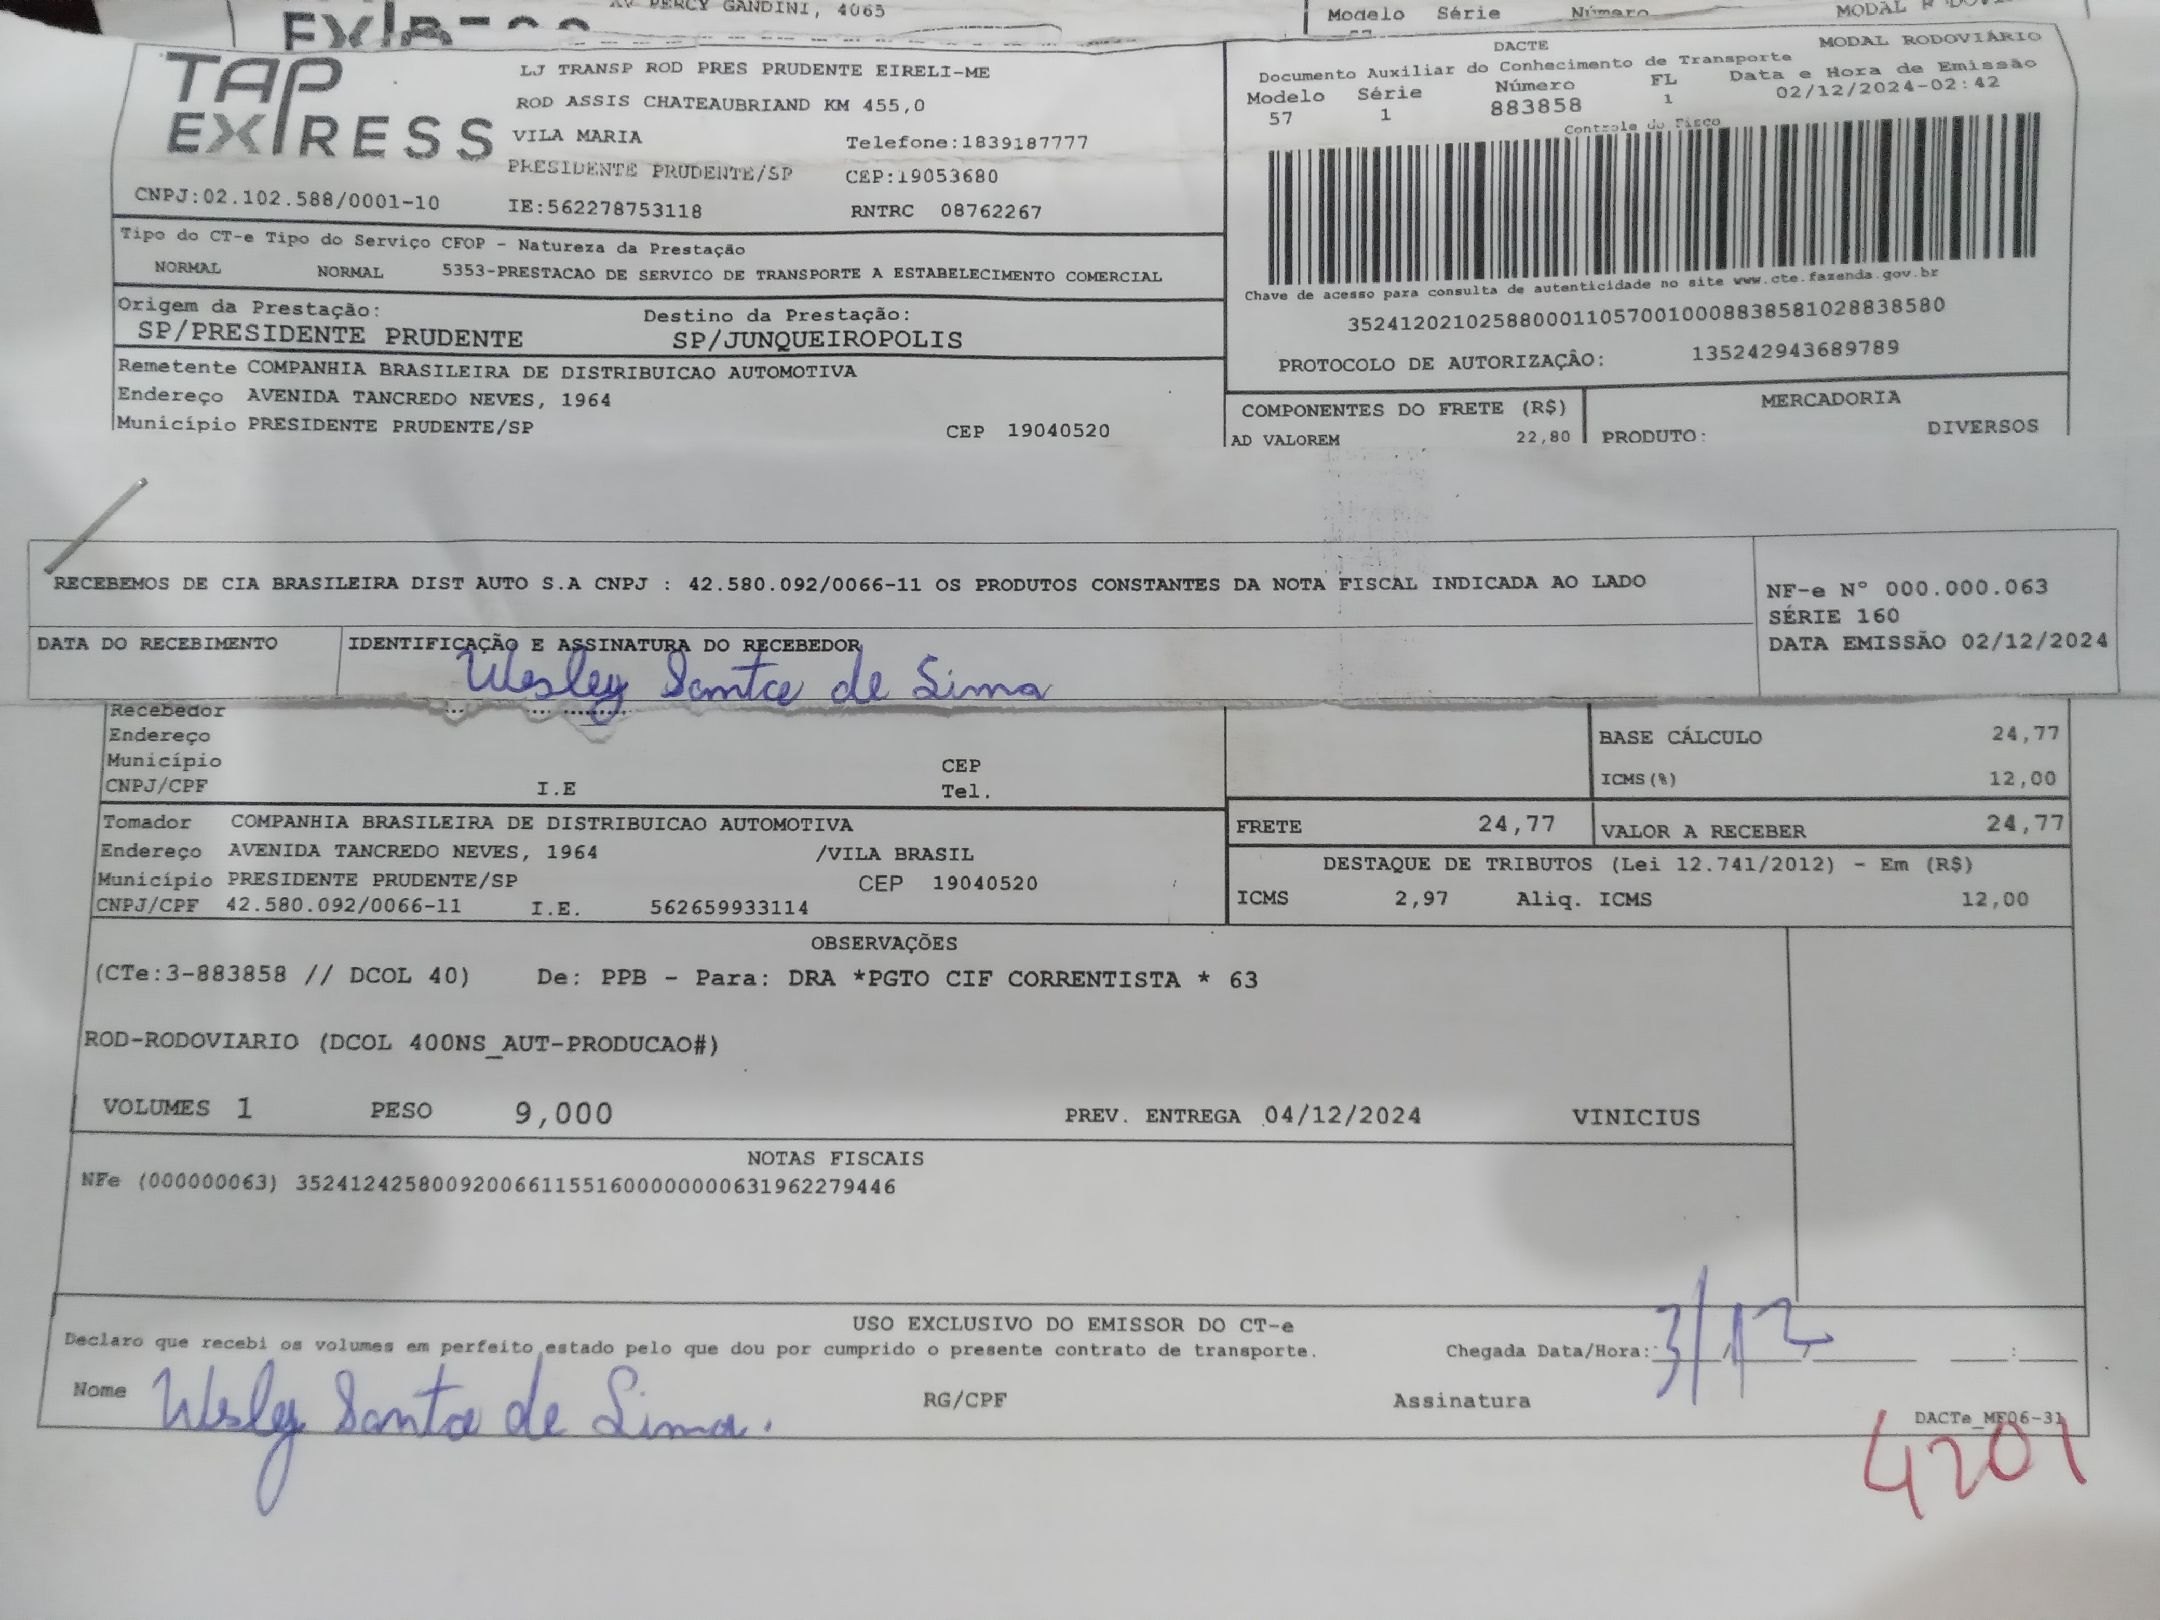 AV PERCY GANDINI, 4065
Modelo Série Número
TAP EXPRESS
LJ TRANSP ROD PRES PRUDENTE EIRELI-ME
ROD ASSIS CHATEAUBRIAND KM 455,0
VILA MARIA Telefone:1839187777
PRESIDENTE PRUDENTE/SP CEP:19053680
CNPJ:02.102.588/0001-10 IE:562278753118 RNTRC 08762267
DACTE MODAL RODOVIÁRIO
Documento Auxiliar do Conhecimento de Transporte
Modelo Série Número FL Data e Hora de Emissão
57 1 883858 1 02/12/2024-02:42
Controle do Fisco
Chave de acesso para consulta de autenticidade no site www.cte.fazenda.gov.br
35241202102588000110570010008838581028838580
PROTOCOLO DE AUTORIZAÇÃO: 135242943689789
Tipo do CT-e Tipo do Serviço CFOP - Natureza da Prestação
NORMAL NORMAL 5353-PRESTACAO DE SERVICO DE TRANSPORTE A ESTABELECIMENTO COMERCIAL
Origem da Prestação: Destino da Prestação:
SP/PRESIDENTE PRUDENTE SP/JUNQUEIROPOLIS
Remetente COMPANHIA BRASILEIRA DE DISTRIBUICAO AUTOMOTIVA
Endereço AVENIDA TANCREDO NEVES, 1964
Município PRESIDENTE PRUDENTE/SP CEP 19040520
COMPONENTES DO FRETE (R$) MERCADORIA
AD VALOREM 22,80 PRODUTO: DIVERSOS
RECEBEMOS DE CIA BRASILEIRA DIST AUTO S.A CNPJ : 42.580.092/0066-11 OS PRODUTOS CONSTANTES DA NOTA FISCAL INDICADA AO LADO
NF-e Nº 000.000.063
SÉRIE 160
DATA EMISSÃO 02/12/2024
DATA DO RECEBIMENTO IDENTIFICAÇÃO E ASSINATURA DO RECEBEDOR
Wesley Santa de Lima
Recebedor
Endereço
Município CEP
CNPJ/CPF I.E Tel.
BASE CÁLCULO 24,77
ICMS(%) 12,00
Tomador COMPANHIA BRASILEIRA DE DISTRIBUICAO AUTOMOTIVA
Endereço AVENIDA TANCREDO NEVES, 1964 /VILA BRASIL
Município PRESIDENTE PRUDENTE/SP CEP 19040520
CNPJ/CPF 42.580.092/0066-11 I.E. 562659933114
FRETE 24,77 VALOR A RECEBER 24,77
DESTAQUE DE TRIBUTOS (Lei 12.741/2012) - Em (R$)
ICMS 2,97 Aliq. ICMS 12,00
OBSERVAÇÕES
(CTe:3-883858 // DCOL 40) De: PPB - Para: DRA *PGTO CIF CORRENTISTA * 63
ROD-RODOVIARIO (DCOL 400NS_AUT-PRODUCAO#)
VOLUMES 1 PESO 9,000 PREV. ENTREGA 04/12/2024 VINICIUS
NOTAS FISCAIS
NFe (000000063) 35241242580092006611551600000000631962279446
USO EXCLUSIVO DO EMISSOR DO CT-e
Declaro que recebi os volumes em perfeito estado pelo que dou por cumprido o presente contrato de transporte. Chegada Data/Hora: 3/12
Nome Wesley Santa de Lima. RG/CPF Assinatura
DACTe_MF06-31
4201